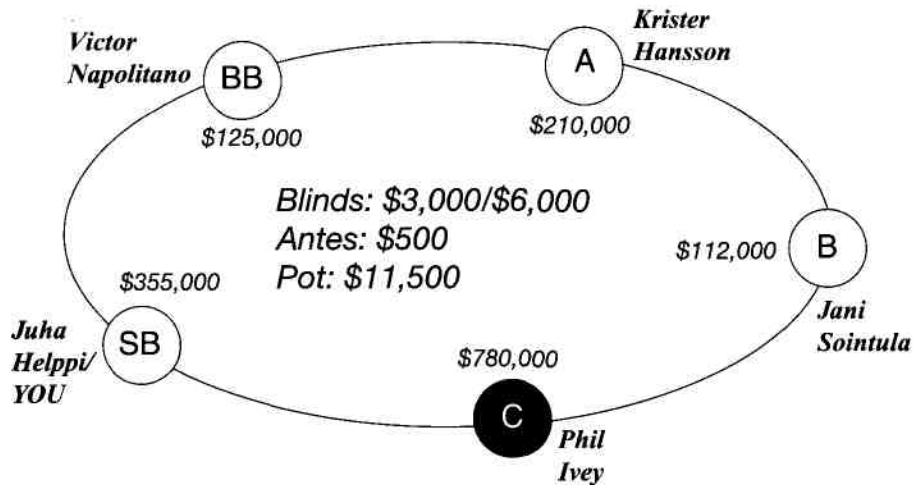 Victor
Napolitano
BB
$125,000
Krister
Hansson
A
$210,000
Blinds: $3,000/$6,000
Antes: $500
Pot: $11,500
$112,000
B
Jani
Sointula
$355,000
Juha
Helppi/
YOU
SB
$780,000
C
Phil
Ivey